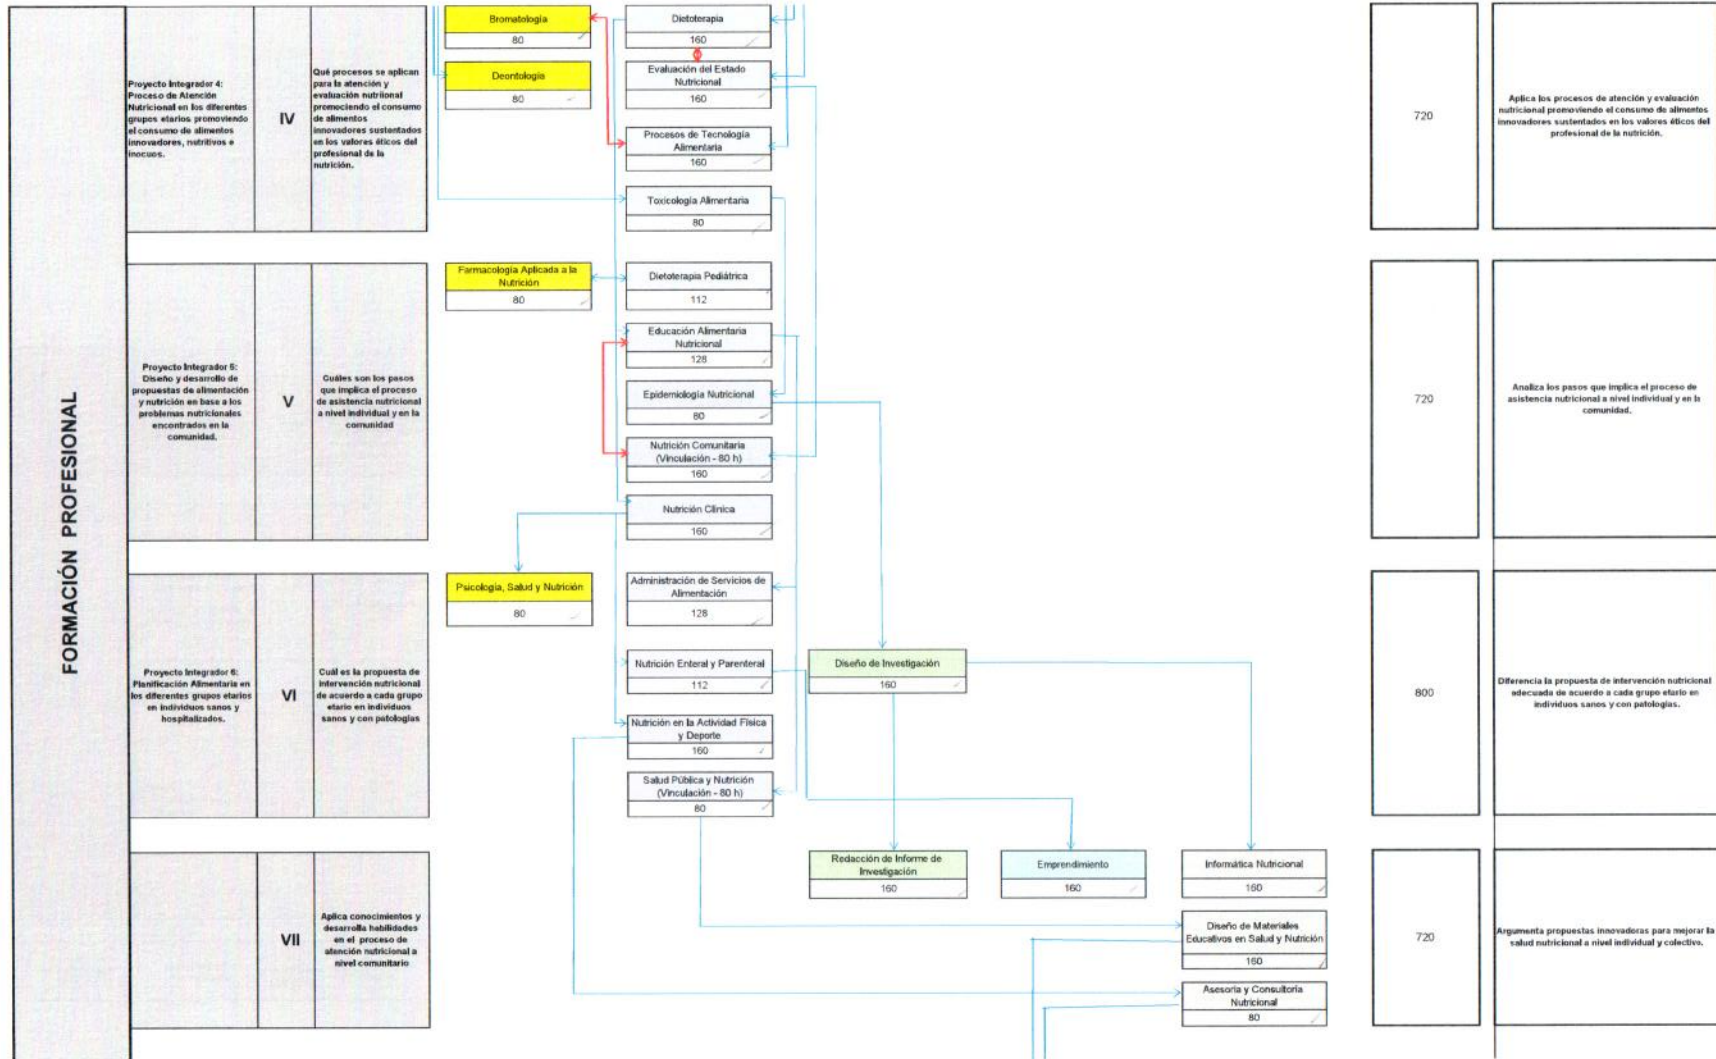 FORMACIÓN PROFESIONAL
Proyecto Integrador 4:
Proceso de Atención
Nutricional en los diferentes
grupos etarios promoviendo
el consumo de alimentos
innovadores, nutritivos e
inocuos.
IV
Qué procesos se aplican
para la atención y
evaluación nutriional
promociendo el consumo
de alimentos
innovadores sustentados
en los valores éticos del
profesional de la
nutrición.
Bromatología
80
Deontología
80
Dietoterapia
160
Evaluación del Estado
Nutricional
160
Procesos de Tecnología
Alimentaria
160
Toxicología Alimentaria
80
720
Aplica los procesos de atención y evaluación
nutricional promoviendo el consumo de alimentos
innovadores sustentados en los valores éticos del
profesional de la nutrición.
Proyecto Integrador 5:
Diseño y desarrollo de
propuestas de alimentación
y nutrición en base a los
problemas nutricionales
encontrados en la
comunidad.
V
Cuáles son los pasos
que implica el proceso
de asistencia nutricional
a nivel individual y en la
comunidad
Farmacología Aplicada a la
Nutrición
80
Dietoterapia Pediátrica
112
Educación Alimentaria
Nutricional
128
Epidemiología Nutricional
80
Nutrición Comunitaria
(Vinculación - 80 h)
160
Nutrición Clínica
160
720
Analiza los pasos que implica el proceso de
asistencia nutricional a nivel individual y en la
comunidad.
Proyecto Integrador 6:
Planificación Alimentaria en
los diferentes grupos etarios
en individuos sanos y
hospitalizados.
VI
Cuál es la propuesta de
intervención nutricional
de acuerdo a cada grupo
etario en individuos
sanos y con patologías
Psicología, Salud y Nutrición
80
Administración de Servicios de
Alimentación
128
Nutrición Enteral y Parenteral
112
Nutrición en la Actividad Física
y Deporte
160
Salud Pública y Nutrición
(Vinculación - 80 h)
80
Diseño de Investigación
160
800
Diferencia la propuesta de intervención nutricional
adecuada de acuerdo a cada grupo etario en
individuos sanos y con patologías.
VII
Aplica conocimientos y
desarrolla habilidades
en el proceso de
atención nutricional a
nivel comunitario
Redacción de Informe de
Investigación
160
Emprendimiento
160
Informática Nutricional
160
Diseño de Materiales
Educativos en Salud y Nutrición
160
Asesoría y Consultoría
Nutricional
80
720
Argumenta propuestas innovadoras para mejorar la
salud nutricional a nivel individual y colectivo.